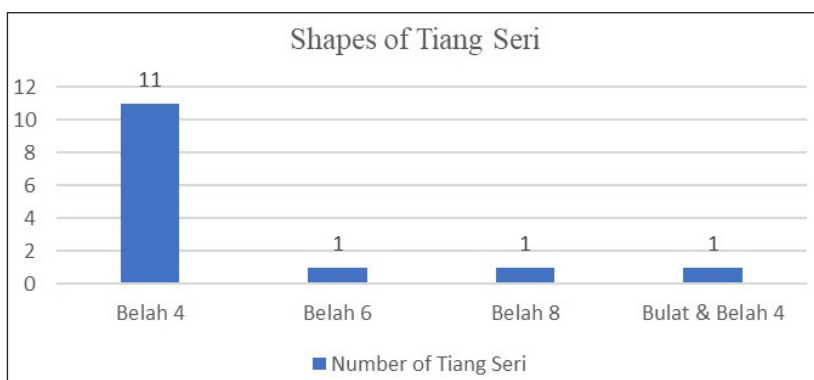 Shapes of Tiang Seri
12
10
8
6
4
2
0
11
1
1
1
Belah 4
Belah 6
Belah 8
Bulat & Belah 4
Number of Tiang Seri